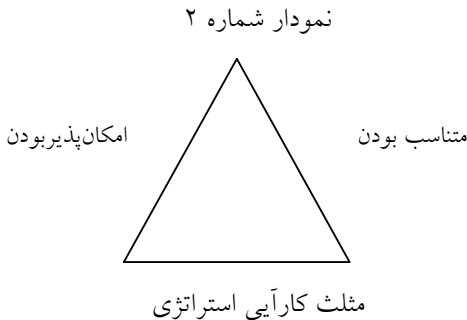 نمودار شماره ۲
متناسب بودن
امکان‌پذیربودن
مثلث کارآیی استراتژی